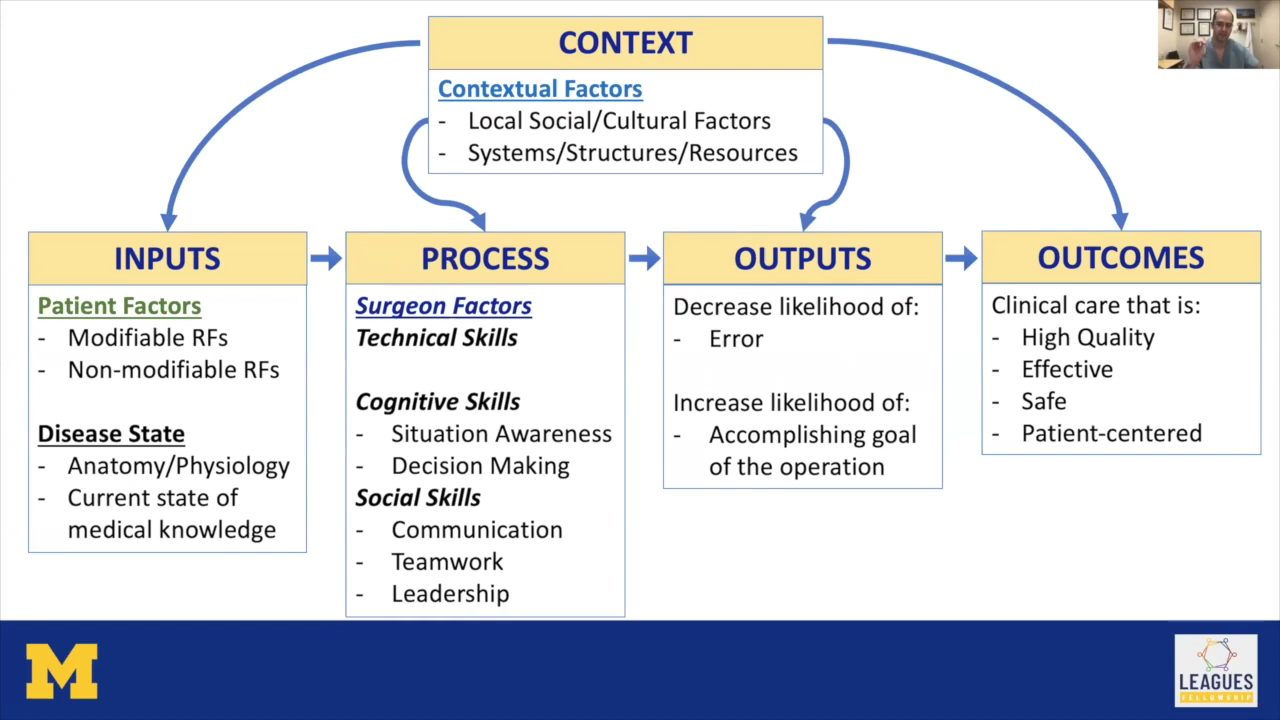 CONTEXT
Contextual Factors
- Local Social/Cultural Factors
- Systems/Structures/Resources
INPUTS
Patient Factors
- Modifiable RFs
- Non-modifiable RFs
Disease State
- Anatomy/Physiology
- Current state of
medical knowledge
PROCESS
Surgeon Factors
Technical Skills
Cognitive Skills
- Situation Awareness
- Decision Making
Social Skills
- Communication
- Teamwork
- Leadership
OUTPUTS
Decrease likelihood of:
- Error
Increase likelihood of:
- Accomplishing goal
of the operation
OUTCOMES
Clinical care that is:
- High Quality
- Effective
- Safe
- Patient-centered
M
LEAGUES
FELLOWSHIP